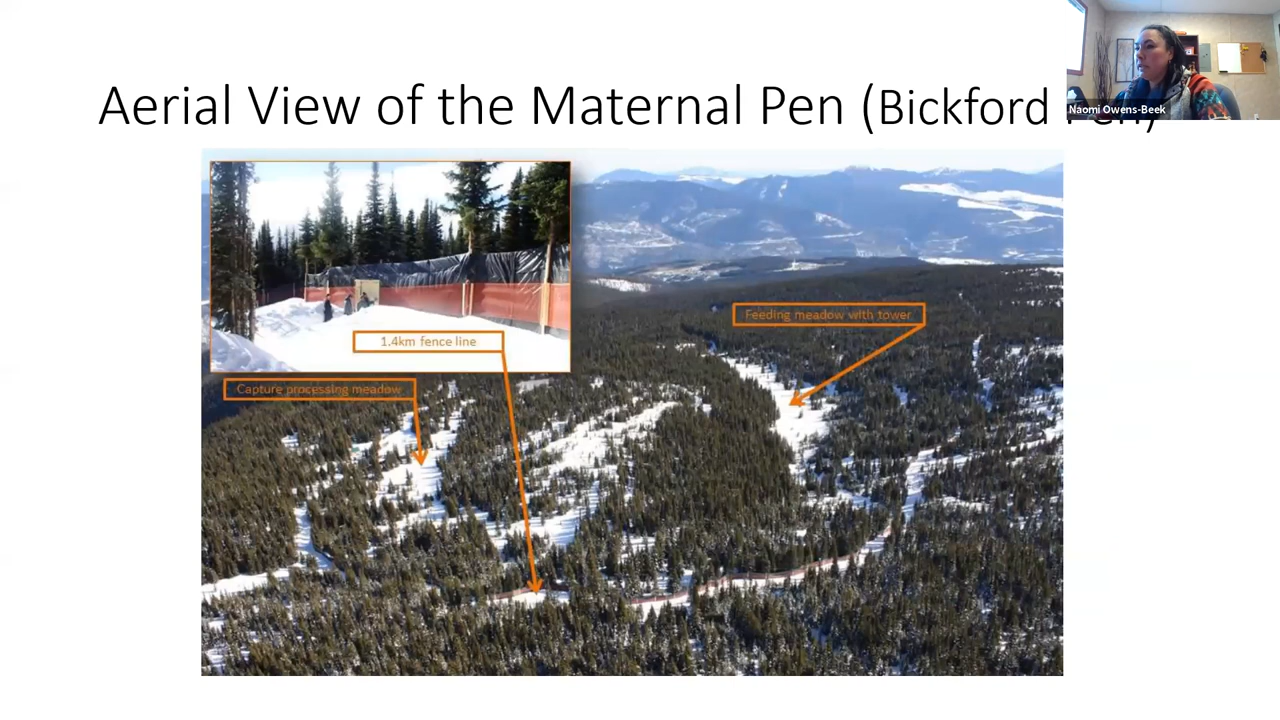 Aerial View of the Maternal Pen (Bickford Pen)
Naomi Owens-Beek
Feeding meadow with tower
1.4km fence line
Capture processing meadow